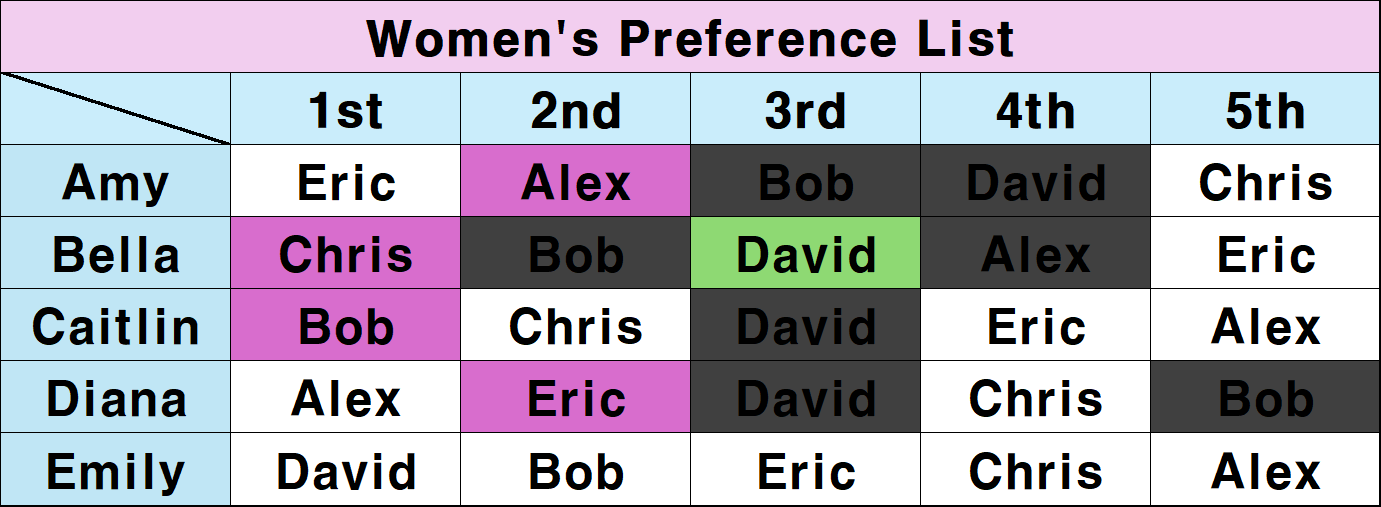 Women's Preference List
1st 2nd 3rd 4th 5th
Amy Eric Alex Bob David Chris
Bella Chris Bob David Alex Eric
Caitlin Bob Chris David Eric Alex
Diana Alex Eric David Chris Bob
Emily David Bob Eric Chris Alex